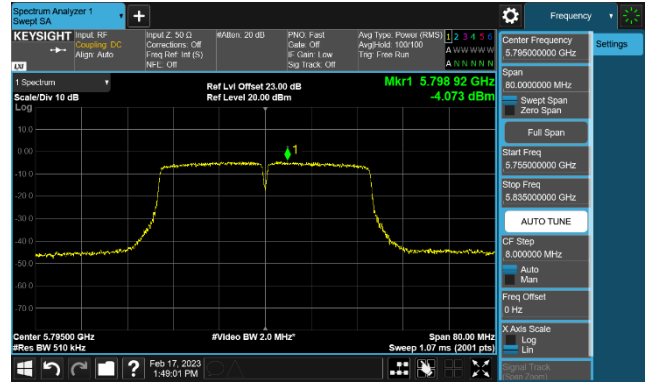 Spectrum Analyzer 1
Swept SA
Frequency
KEYSIGHT
Input: RF
Coupling: DC
Align: Auto
Input Z: 50 Ω
Corrections: Off
Freq Ref: Int (S)
NFE: Off
#Atten: 20 dB
PNO: Fast
Gate: Off
IF Gain: Low
Sig Track: Off
Avg Type: Power (RMS)
Avg|Hold: 100/100
Trig: Free Run
1 2 3 4 5 6
A W W W W W
A N N N N N
LXI
1 Spectrum
Scale/Div 10 dB
Log
Ref Lvl Offset 23.00 dB
Ref Level 20.00 dBm
Mkr1 5.798 92 GHz
-4.073 dBm
10.0
0.00
-10.0
-20.0
-30.0
-40.0
-50.0
-60.0
-70.0
1
Center 5.79500 GHz
#Res BW 510 kHz
#Video BW 2.0 MHz*
Span 80.00 MHz
Sweep 1.07 ms (2001 pts)
?
Feb 17, 2023
1:49:01 PM
Center Frequency
5.795000000 GHz
Settings
Span
80.0000000 MHz
Swept Span
Zero Span
Full Span
Start Freq
5.755000000 GHz
Stop Freq
5.835000000 GHz
AUTO TUNE
CF Step
8.000000 MHz
Auto
Man
Freq Offset
0 Hz
X Axis Scale
Log
Lin
Signal Track
(Span Zoom)